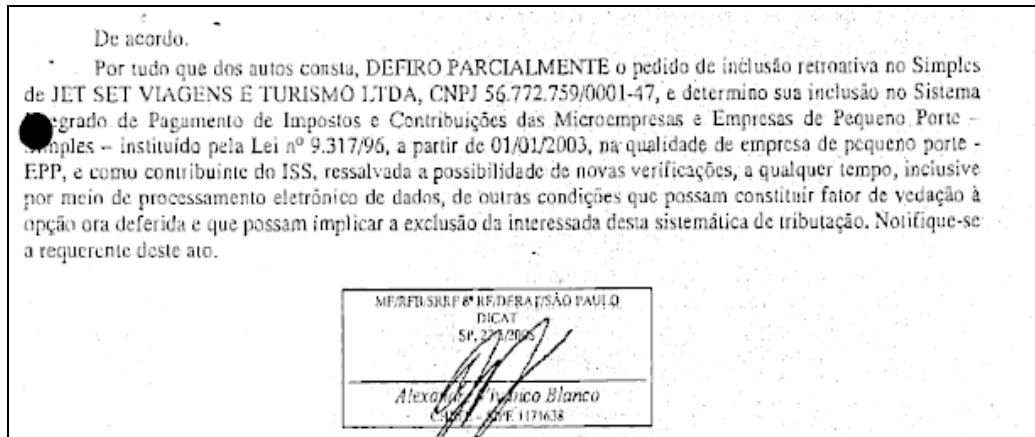 De acordo.
Por tudo que dos autos consta, DEFIRO PARCIALMENTE o pedido de inclusão retroativa no Simples
de JET SET VIAGENS E TURISMO LTDA, CNPJ 56.772.759/0001-47, e determino sua inclusão no Sistema
de Pagamento de Impostos e Contribuições das Microempresas e Empresas de Pequeno Porte –
– instituído pela Lei nº 9.317/96, a partir de 01/01/2003, na qualidade de empresa de pequeno porte -
EPP, e como contribuinte do ISS, ressalvada a possibilidade de novas verificações, a qualquer tempo, inclusive
por meio de processamento eletrônico de dados, de outras condições que possam constituir fator de vedação à
opção ora deferida e que possam implicar a exclusão da interessada desta sistemática de tributação. Notifique-se
a requerente deste ato.
MF/RFB/SRRF 8ª RF/DERAT/SÃO PAULO
DICAT
SP,
Blanco
1171638